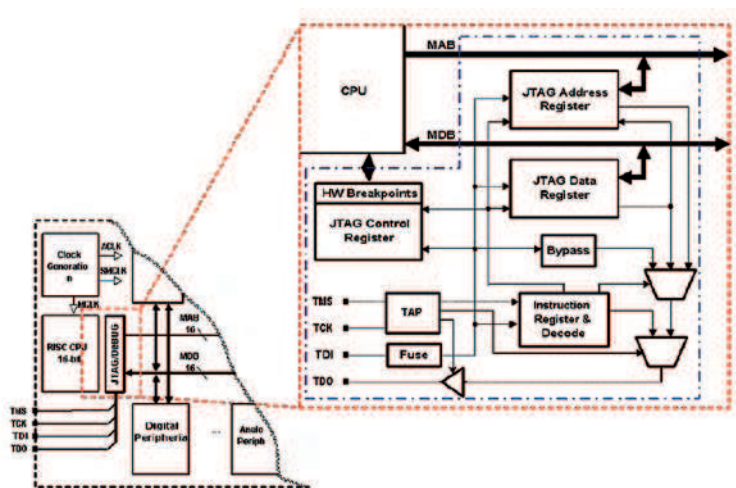 CPU
MAB
JTAG Address
Register
MDB
JTAG Data
Register
HW Breakpoints
JTAG Control
Register
Bypass
TMS
TCK
TDI
TDO
TAP
Fuse
Instruction
Register &
Decode
Clock
Generatio
n
ACLK
SMCLK
MCLK
RISC CPU
16-bit
JTAG/DEBUG
MAB
16
MDB
16
TMS
TCK
TDI
TDO
Digital
Peripheria
...
Analo
Periph